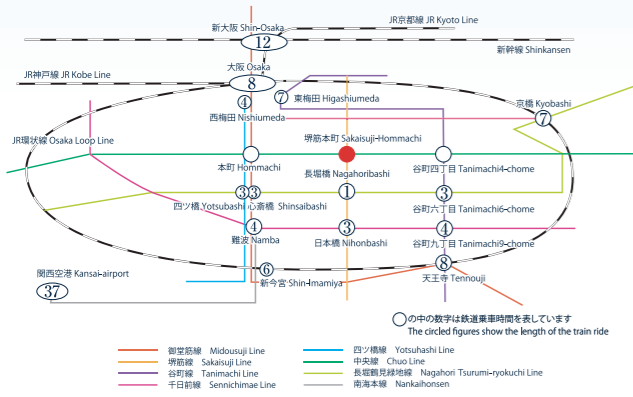 新大阪 Shin-Osaka
JR京都線 JR Kyoto Line
12
新幹線 Shinkansen
大阪 Osaka
JR神戸線 JR Kobe Line
8
7
東梅田 Higashiumeda
4
西梅田 Nishiumeda
京橋 Kyobashi
7
JR環状線 Osaka Loop Line
堺筋本町 Sakaisuji-Hommachi
本町 Hommachi
谷町四丁目 Tanimachi4-chome
長堀橋 Nagahoribashi
3 3
1
3
四ツ橋 Yotsubashi
心斎橋 Shinsaibashi
谷町六丁目 Tanimachi6-chome
4
3
4
難波 Namba
日本橋 Nihonbashi
谷町九丁目 Tanimachi9-chome
8
関西空港 Kansai-airport
6
天王寺 Tennouji
37
新今宮 Shin-Imamiya
の中の数字は鉄道乗車時間を表しています
The circled figures show the length of the train ride
御堂筋線 Midousuji Line
四ツ橋線 Yotsuhashi Line
堺筋線 Sakaisuji Line
中央線 Chuo Line
谷町線 Tanimachi Line
長堀鶴見緑地線 Nagahori Tsurumi-ryokuchi Line
千日前線 Sennichimae Line
南海本線 Nankaihonsen